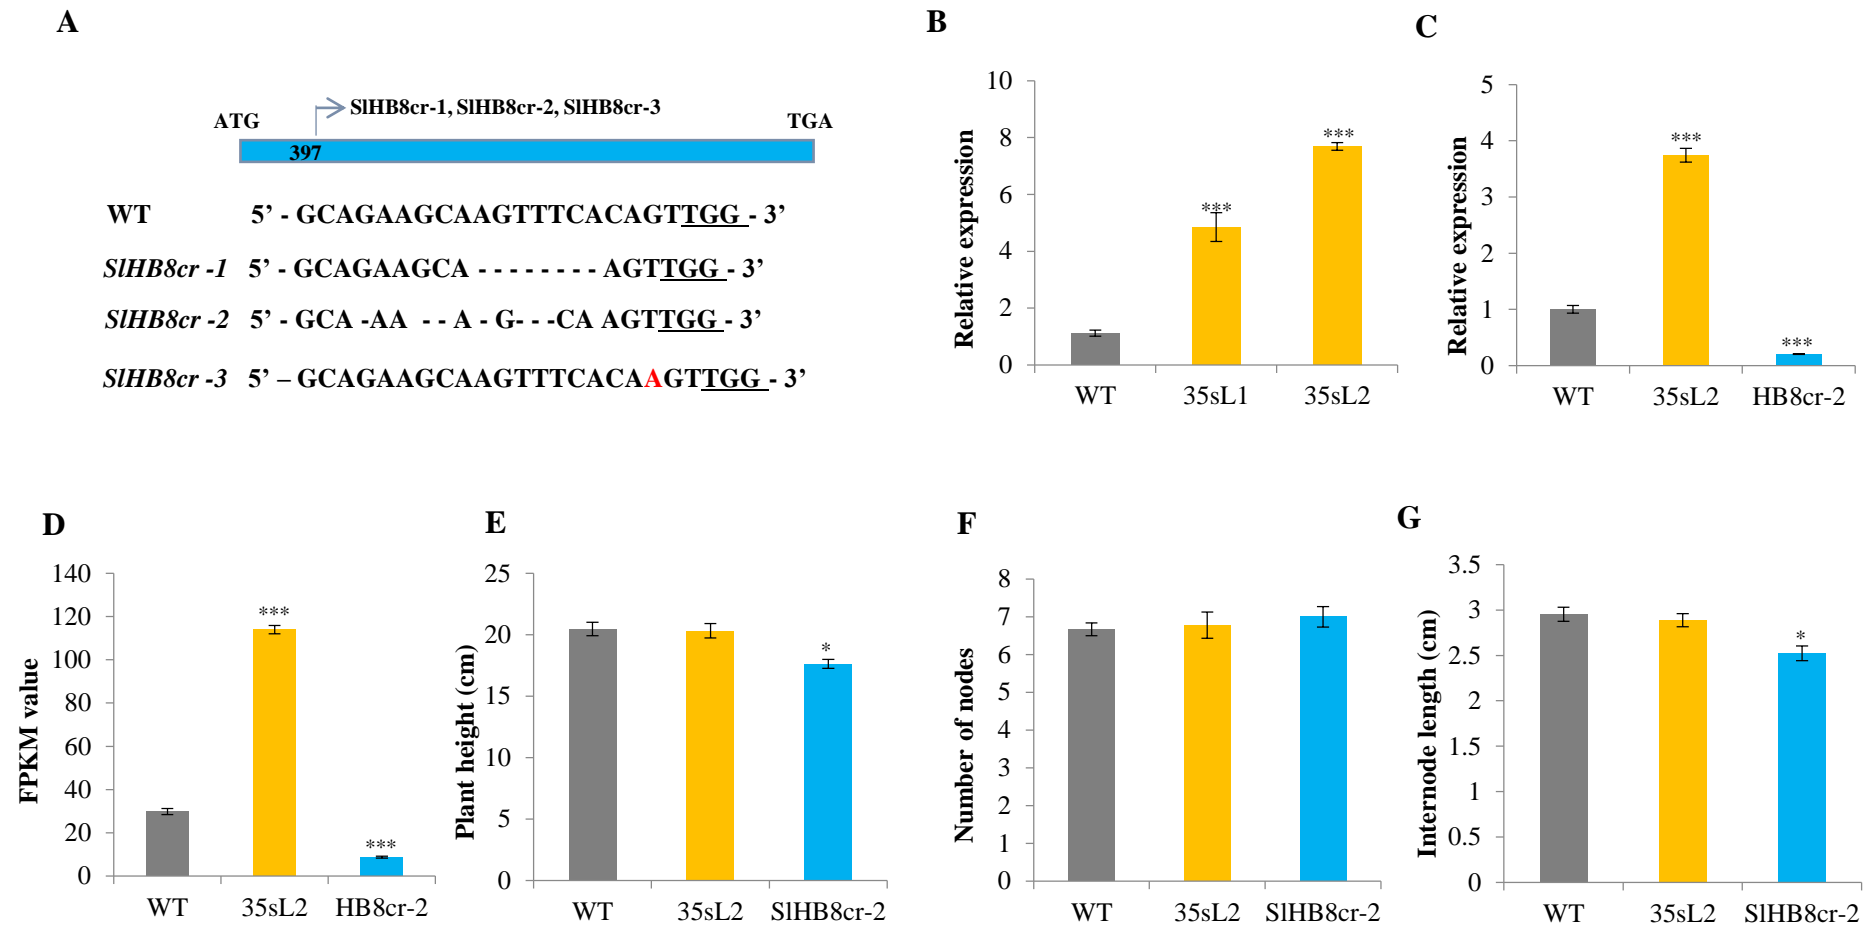 A
SlHB8cr-1, SlHB8cr-2, SlHB8cr-3
ATG
TGA
397
WT 5’ - GCAGAAGCAAGTTTCACAGTTGG - 3’
SlHB8cr -1 5’ - GCAGAAGCA - - - - - - - - AGTTGG - 3’
SlHB8cr -2 5’ - GCA -AA - - A - G- - -CA AGTTGG - 3’
SlHB8cr -3 5’ – GCAGAAGCAAGTTTCACAAGTTGG - 3’
B
Relative expression
10
8
6
4
2
0
***
***
WT 35sL1 35sL2
C
Relative expression
5
4
3
2
1
0
***
***
WT 35sL2 HB8cr-2
D
FPKM value
140
120
100
80
60
40
20
0
***
***
WT 35sL2 HB8cr-2
E
Plant height (cm)
25
20
15
10
5
0
*
WT 35sL2 SlHB8cr-2
F
Number of nodes
8
7
6
5
4
3
2
1
0
WT 35sL2 SlHB8cr-2
G
Internode length (cm)
3.5
3
2.5
2
1.5
1
0.5
0
*
WT 35sL2 SlHB8cr-2